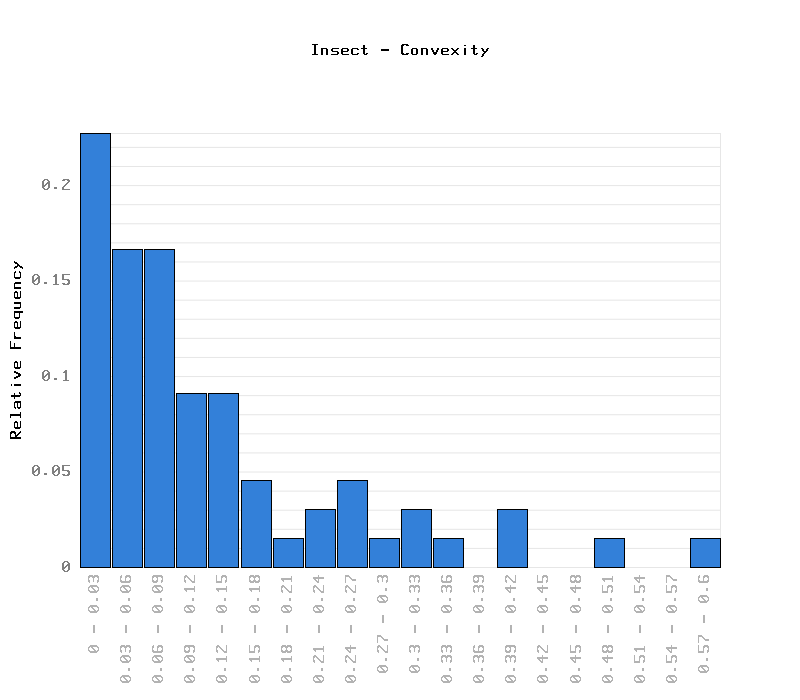 Insect - Convexity
Relative Frequency
0.2
0.15
0.1
0.05
0
0 - 0.03
0.03 - 0.06
0.06 - 0.09
0.09 - 0.12
0.12 - 0.15
0.15 - 0.18
0.18 - 0.21
0.21 - 0.24
0.24 - 0.27
0.27 - 0.3
0.3 - 0.33
0.33 - 0.36
0.36 - 0.39
0.39 - 0.42
0.42 - 0.45
0.45 - 0.48
0.48 - 0.51
0.51 - 0.54
0.54 - 0.57
0.57 - 0.6